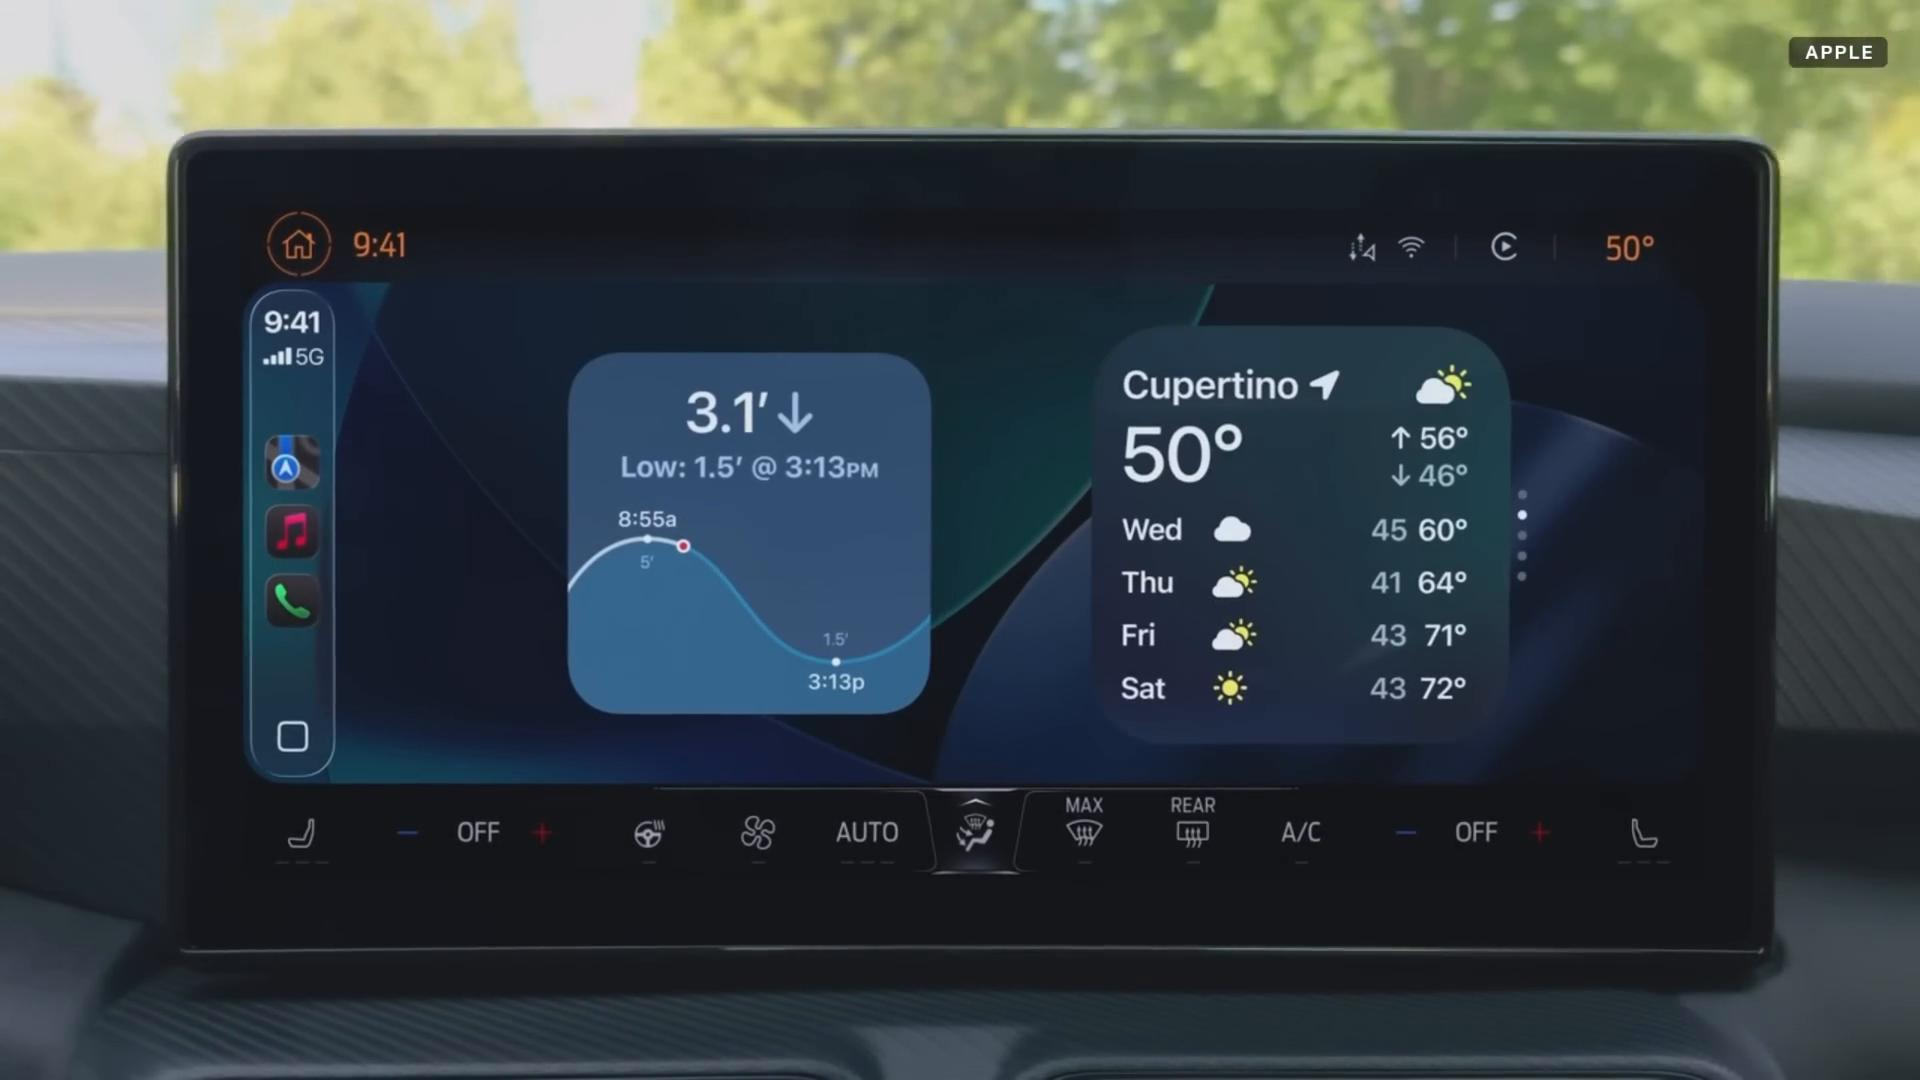 APPLE
9:41
50°
9:41
5G
3.1′
Low: 1.5′ @ 3:13PM
8:55a
5′
1.5′
3:13p
Cupertino
50°
56°
46°
Wed 45 60°
Thu 41 64°
Fri 43 71°
Sat 43 72°
OFF
AUTO
MAX
REAR
A/C
OFF